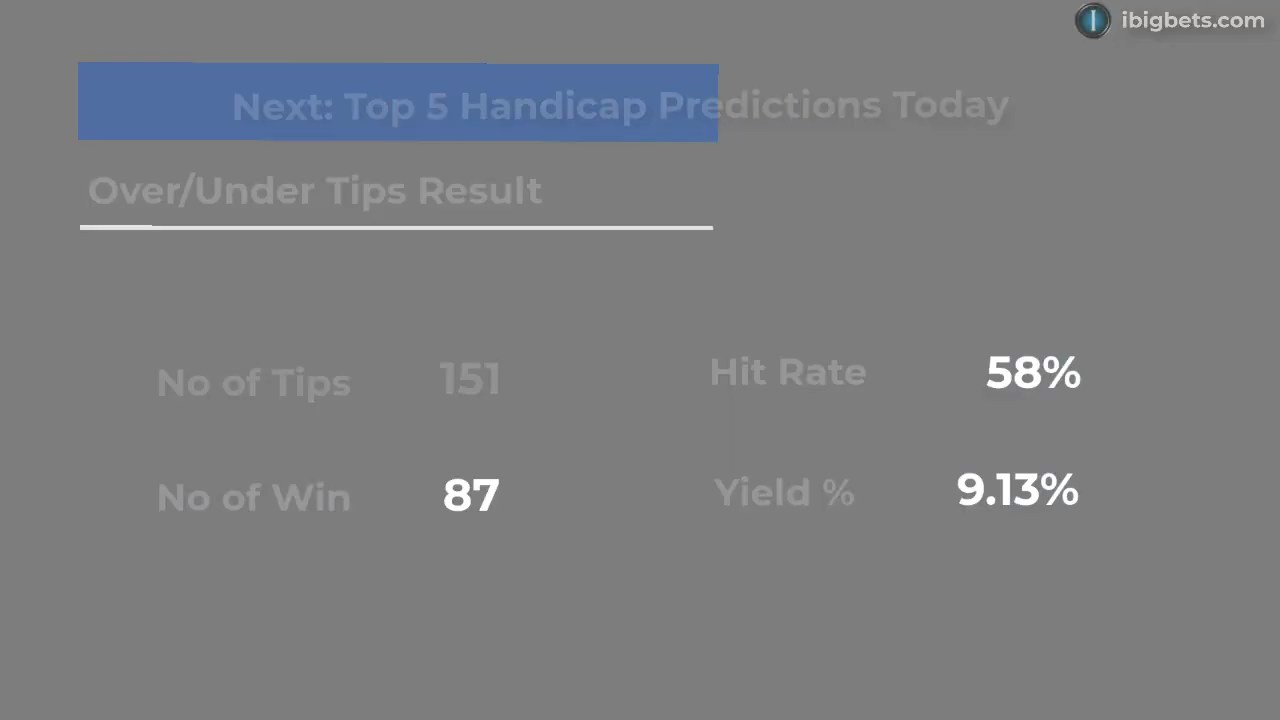 ibigbets.com
Next: Top 5 Handicap Predictions Today
Over/Under Tips Result
No of Tips 151
Hit Rate 58%
No of Win 87
Yield % 9.13%